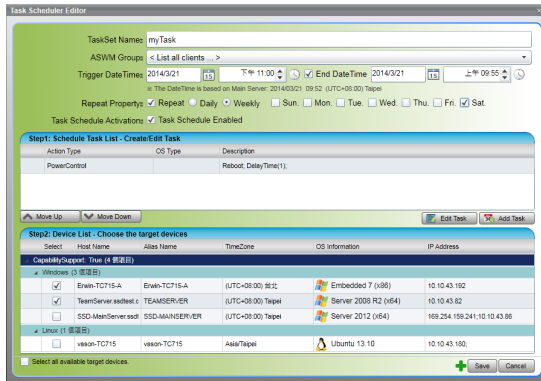 Task Scheduler Editor
TaskSet Name: myTask
ASWM Group: < List all clients ... >
Trigger DateTime: 2014/3/21 15 下午 11:00 End DateTime 2014/3/21 15 上午 09:55
※ The DateTime is based on Main Server: 2014/03/21 09:52 (UTC+08:00) Taipei
Repeat Property: Repeat Daily Weekly Sun. Mon. Tue. Wed. Thu. Fri. Sat.
Task Schedule Activation: Task Schedule Enabled
Step1: Schedule Task List - Create/Edit Task
Action Type OS Type Description
PowerControl Reboot; DelayTime(1);
Move Up Move Down Edit Task Add Task
Step2: Device List - Choose the target devices
Select Host Name Alias Name TimeZone OS Information IP Address
CapabilitySupport: True (4 個項目)
Windows (3 個項目)
Erwin-TC715-A Erwin-TC715-A (UTC+08:00) 台北 Embedded 7 (x86) 10.10.43.192
TeamServer.ssdtest.c TEAMSERVER (UTC+08:00) Taipei Server 2008 R2 (x64) 10.10.43.82
SSD-MainServer.ssdt SSD-MAINSERVER (UTC+08:00) Taipei Server 2012 (x64) 169.254.159.241;10.10.43.86
Linux (1 個項目)
vason-TC715 vason-TC715 Asia/Taipei Ubuntu 13.10 10.10.43.180;
Select all available target devices. Save Cancel